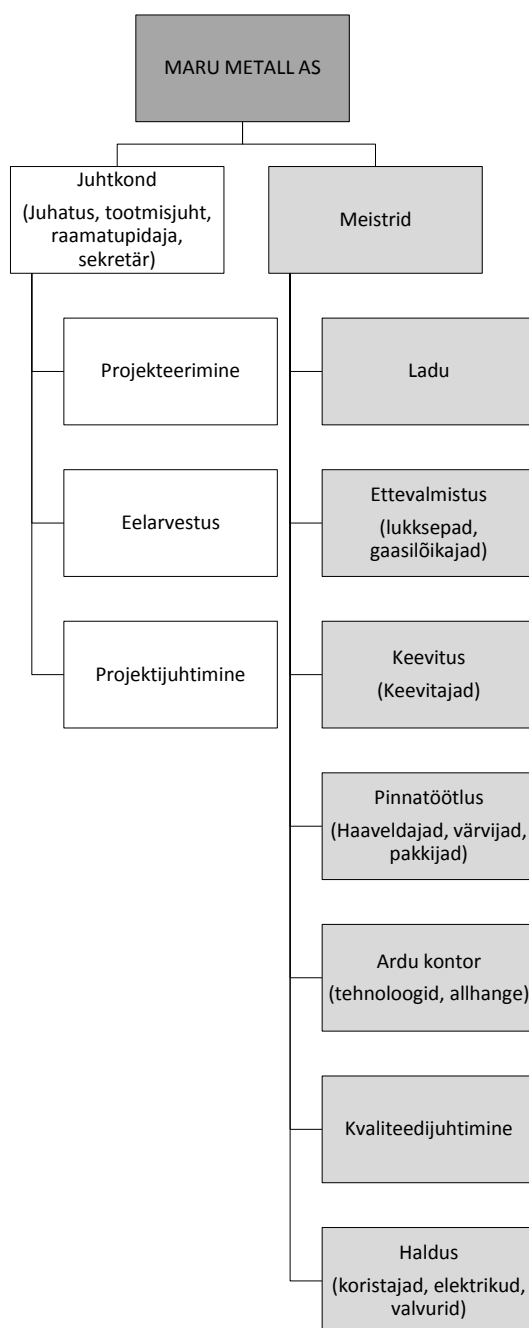 MARU METALL AS
Juhtkond
(Juhatus, tootmisjuht,
raamatupidaja,
sekretär)
Projekteerimine
Eelarvestus
Projektijuhtimine
Meistrid
Ladu
Ettevalmistus
(lukksepad,
gaasilõikajad)
Keevitus
(Keevitajad)
Pinnatöötlus
(Haaveldajad, värvijad,
pakkijad)
Ardu kontor
(tehnoloogid, allhange)
Kvaliteedijuhtimine
Haldus
(koristajad, elektrikud,
valvurid)